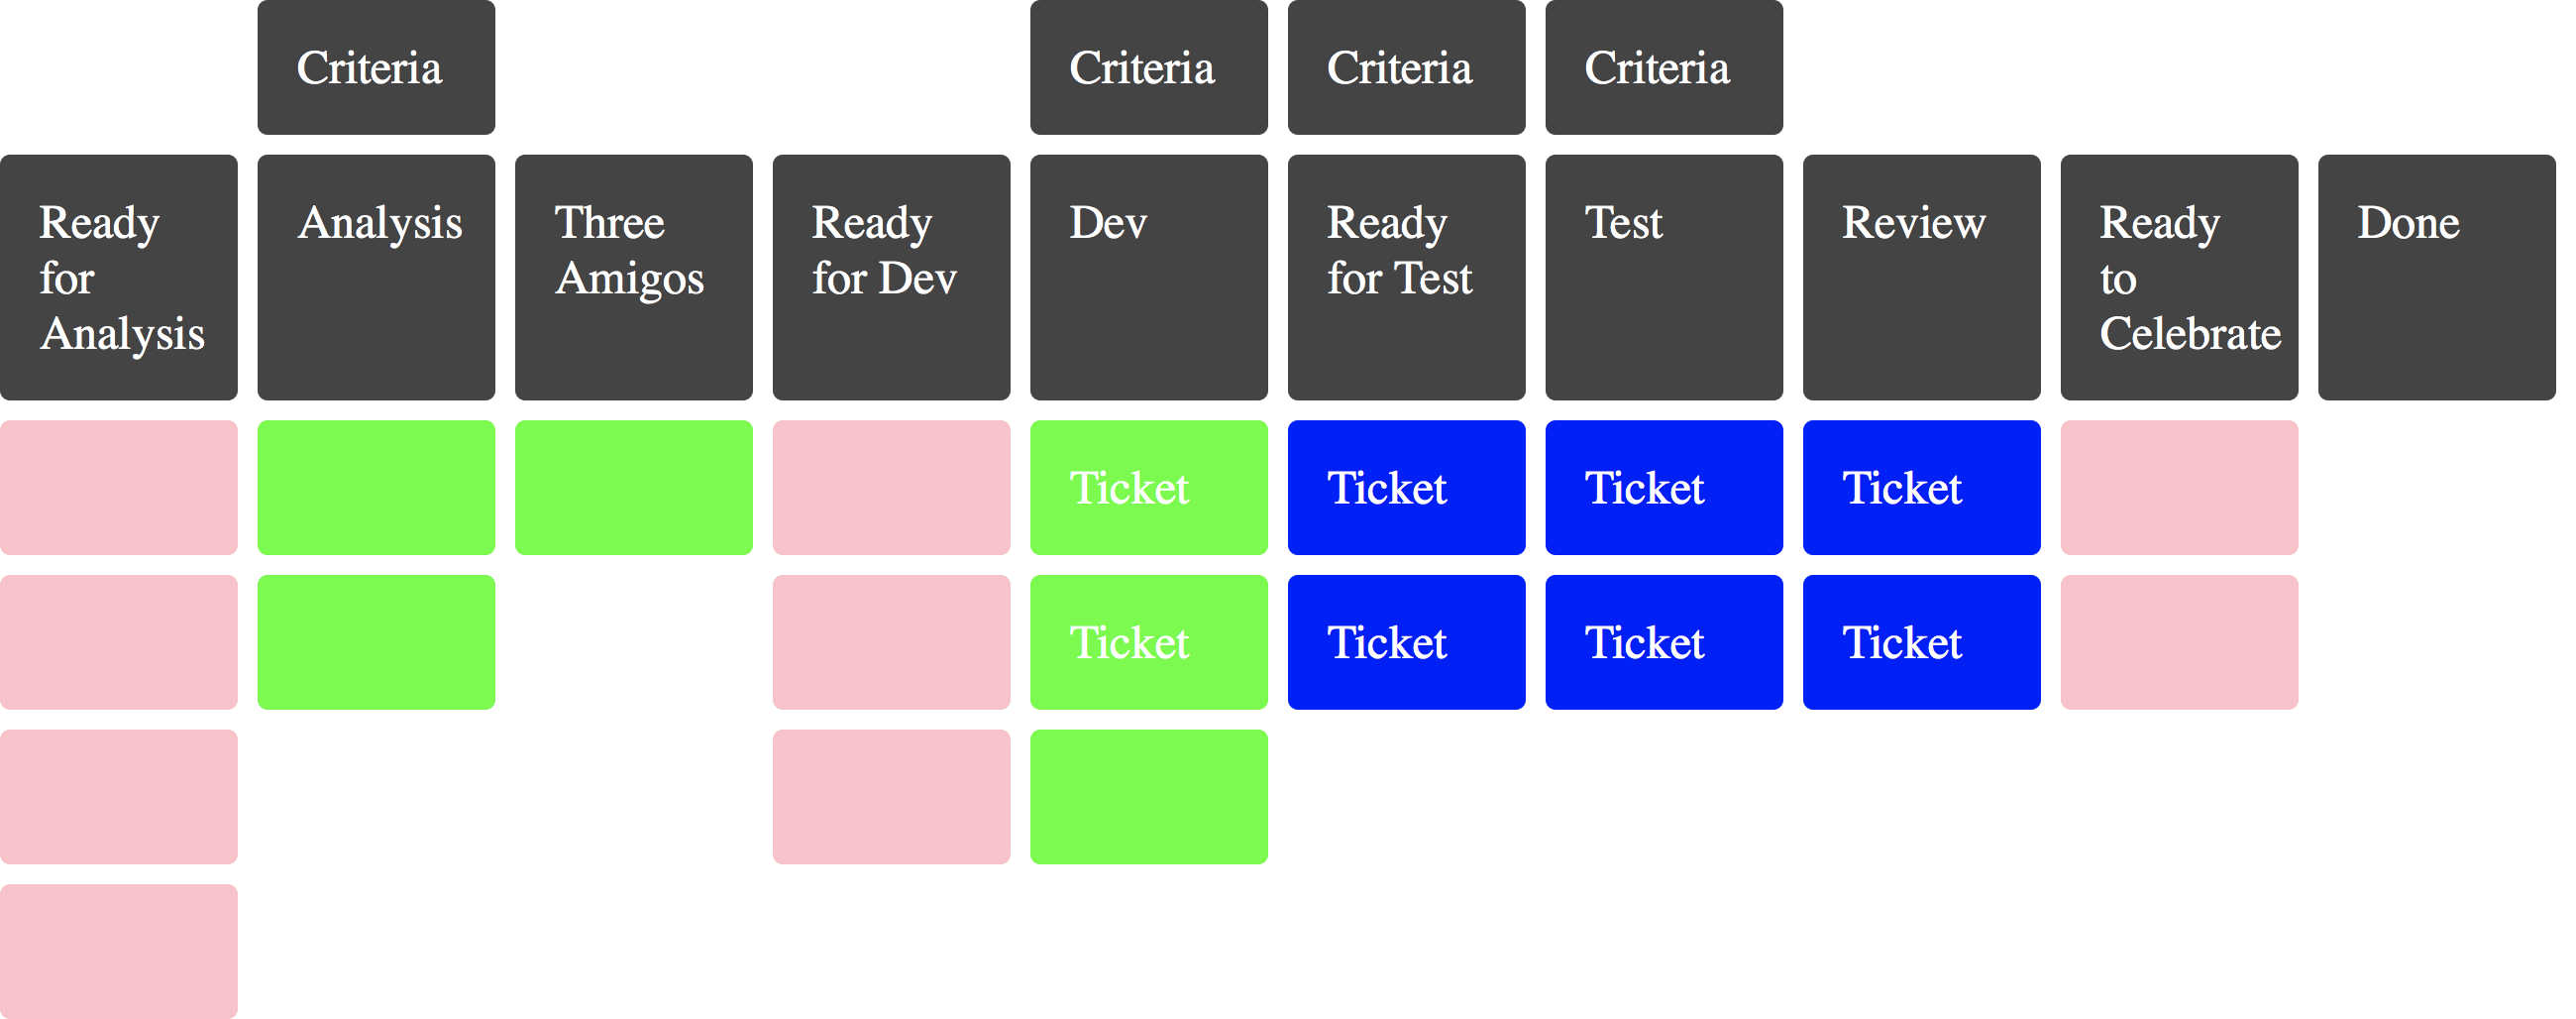 Criteria
Criteria
Criteria
Criteria
Ready
for
Analysis
Analysis
Three
Amigos
Ready
for Dev
Dev
Ready
for Test
Test
Review
Ready
to
Celebrate
Done
Ticket
Ticket
Ticket
Ticket
Ticket
Ticket
Ticket
Ticket